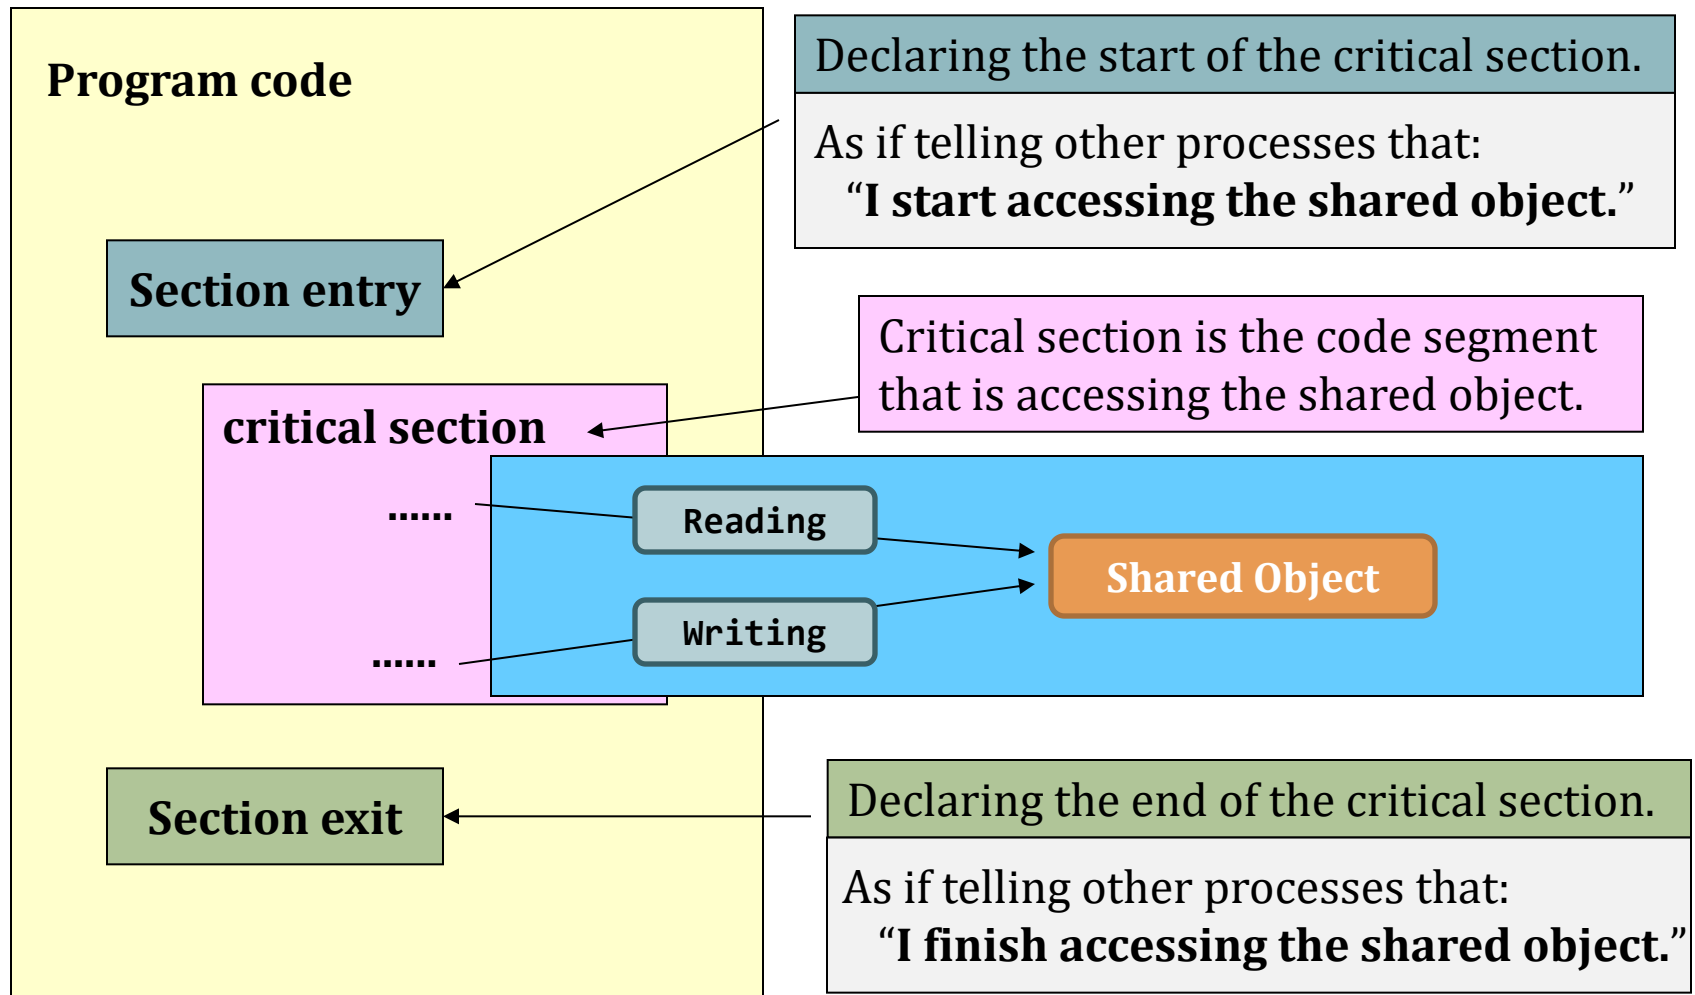 Program code
Declaring the start of the critical section.
As if telling other processes that:
“I start accessing the shared object.”
Section entry
Critical section is the code segment
that is accessing the shared object.
critical section
......
Reading
Shared Object
Writing
......
Section exit
Declaring the end of the critical section.
As if telling other processes that:
“I finish accessing the shared object.”